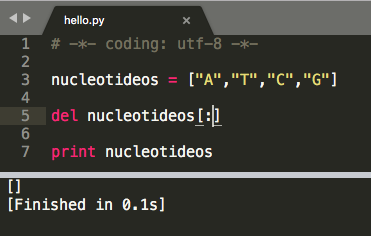 hello.py
1 # -*- coding: utf-8 -*-
2
3 nucleotideos = ["A","T","C","G"]
4
5 del nucleotideos[:]
6
7 print nucleotideos
[]
[Finished in 0.1s]